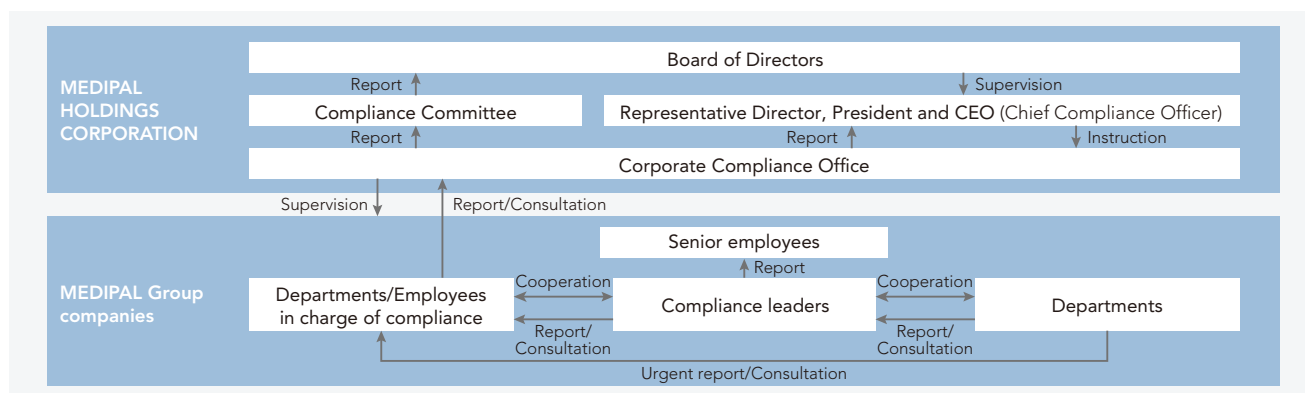 MEDIPAL
HOLDINGS
CORPORATION
Board of Directors
Report
Supervision
Compliance Committee
Representative Director, President and CEO (Chief Compliance Officer)
Report
Report
Instruction
Corporate Compliance Office
Supervision
Report/Consultation
MEDIPAL Group
companies
Senior employees
Report
Cooperation
Cooperation
Departments/Employees
in charge of compliance
Compliance leaders
Departments
Report/
Consultation
Report/
Consultation
Urgent report/Consultation